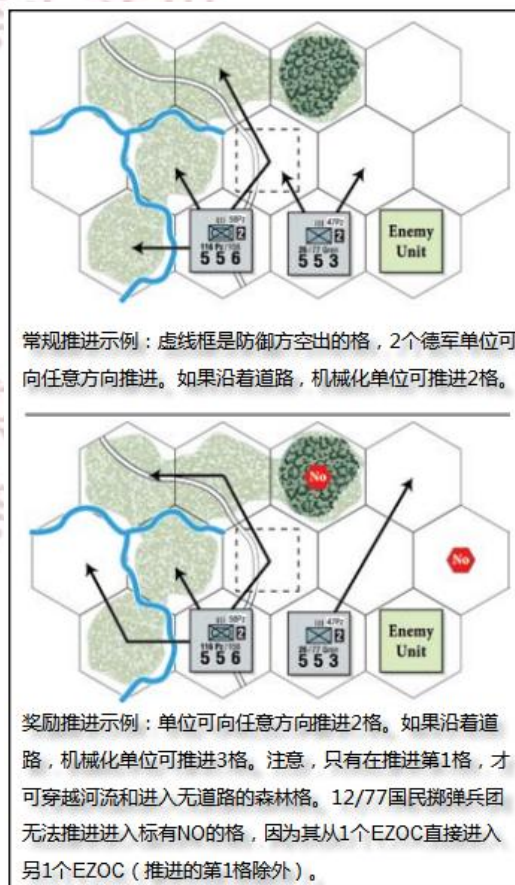 III 58Pz
2
116 Pz/156
5 5 6
III 47Pz
2
26/77 Gren
5 5 3
Enemy
Unit
常规推进示例：虚线框是防御方空出的格，2个德军单位可
向任意方向推进。如果沿着道路，机械化单位可推进2格。
No
No
III 58Pz
2
116 Pz/156
5 5 6
III 47Pz
2
26/77 Gren
5 5 3
Enemy
Unit
奖励推进示例：单位可向任意方向推进2格。如果沿着道
路，机械化单位可推进3格。注意，只有在推进第1格，才
可穿越河流和进入无道路的森林格。12/77国民掷弹兵团
无法推进进入标有NO的格，因为其从1个EZOC直接进入
另1个EZOC（推进的第1格除外）。